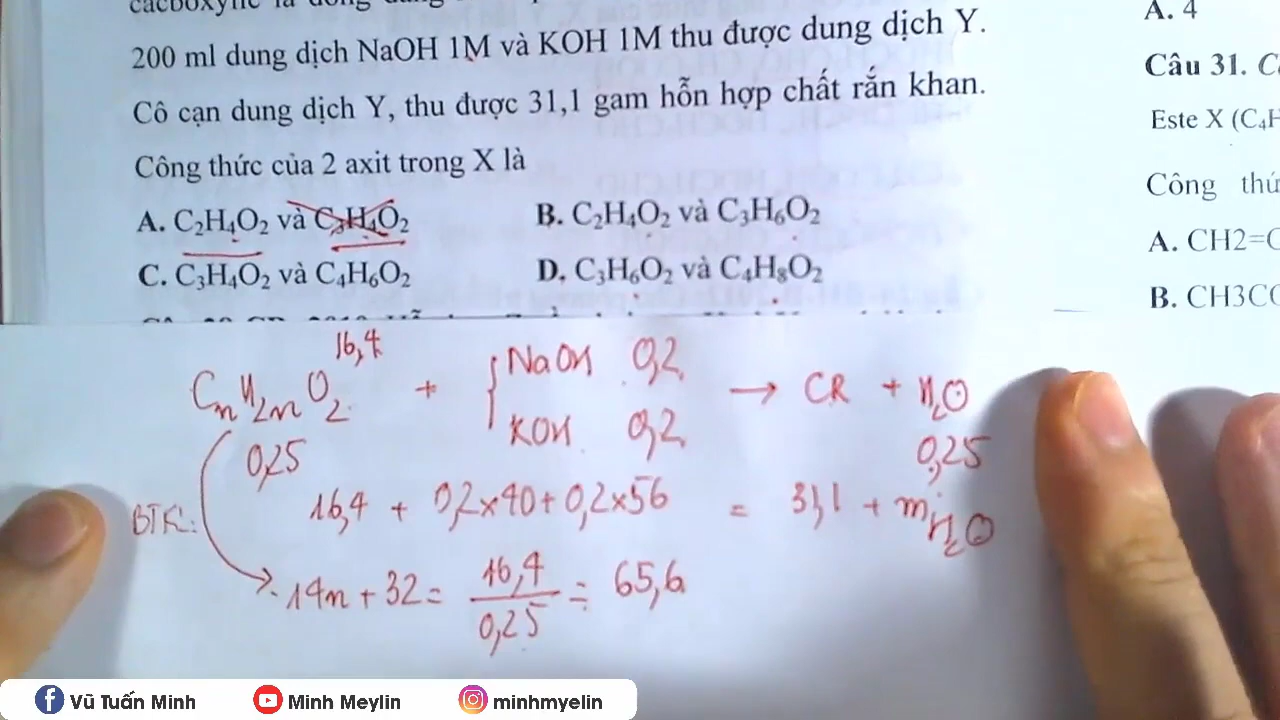 200 ml dung dịch NaOH 1M và KOH 1M thu được dung dịch Y.
Cô cạn dung dịch Y, thu được 31,1 gam hỗn hợp chất rắn khan.
Công thức của 2 axit trong X là
A. C₂H₄O₂ và C₃H₄O₂
B. C₂H₄O₂ và C₃H₆O₂
C. C₃H₄O₂ và C₄H₆O₂
D. C₃H₆O₂ và C₄H₈O₂
A. 4
Câu 31.
Este X (C₄H
Công thứ
A. CH2=C
B. CH3CO
16,4
CₙH₂ₙO₂ + { NaOH 0,2 → CR + H₂O
KOH 0,2
0,25 0,25
BTKL: 16,4 + 0,2×40 + 0,2×56 = 31,1 + mH₂O
14n + 32 = 16,4/0,25 = 65,6
Vũ Tuấn Minh
Minh Meylin
minhmyelin